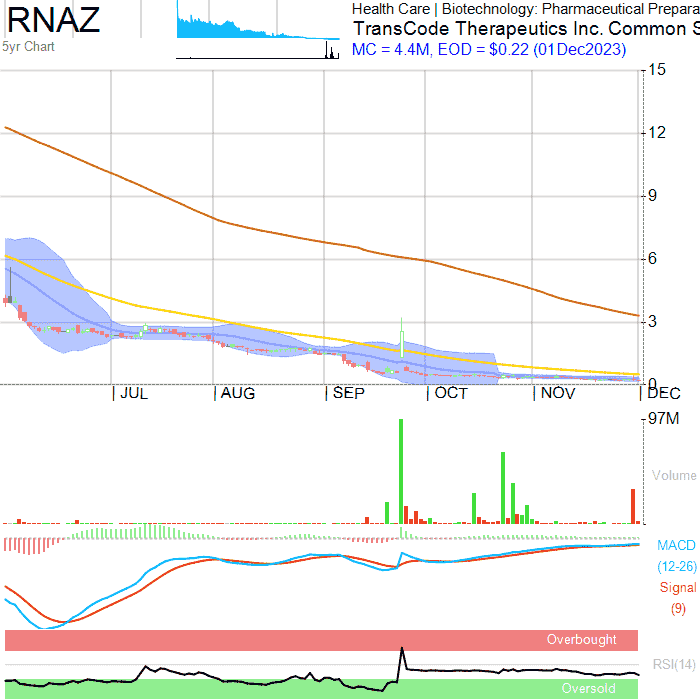 RNAZ
5yr Chart
Health Care | Biotechnology: Pharmaceutical Prepara
TransCode Therapeutics Inc. Common S
MC = 4.4M, EOD = $0.22 (01Dec2023)
15
12
9
6
3
0
JUL
AUG
SEP
OCT
NOV
DEC
97M
Volume
MACD
(12-26)
Signal
(9)
Overbought
RSI(14)
Oversold